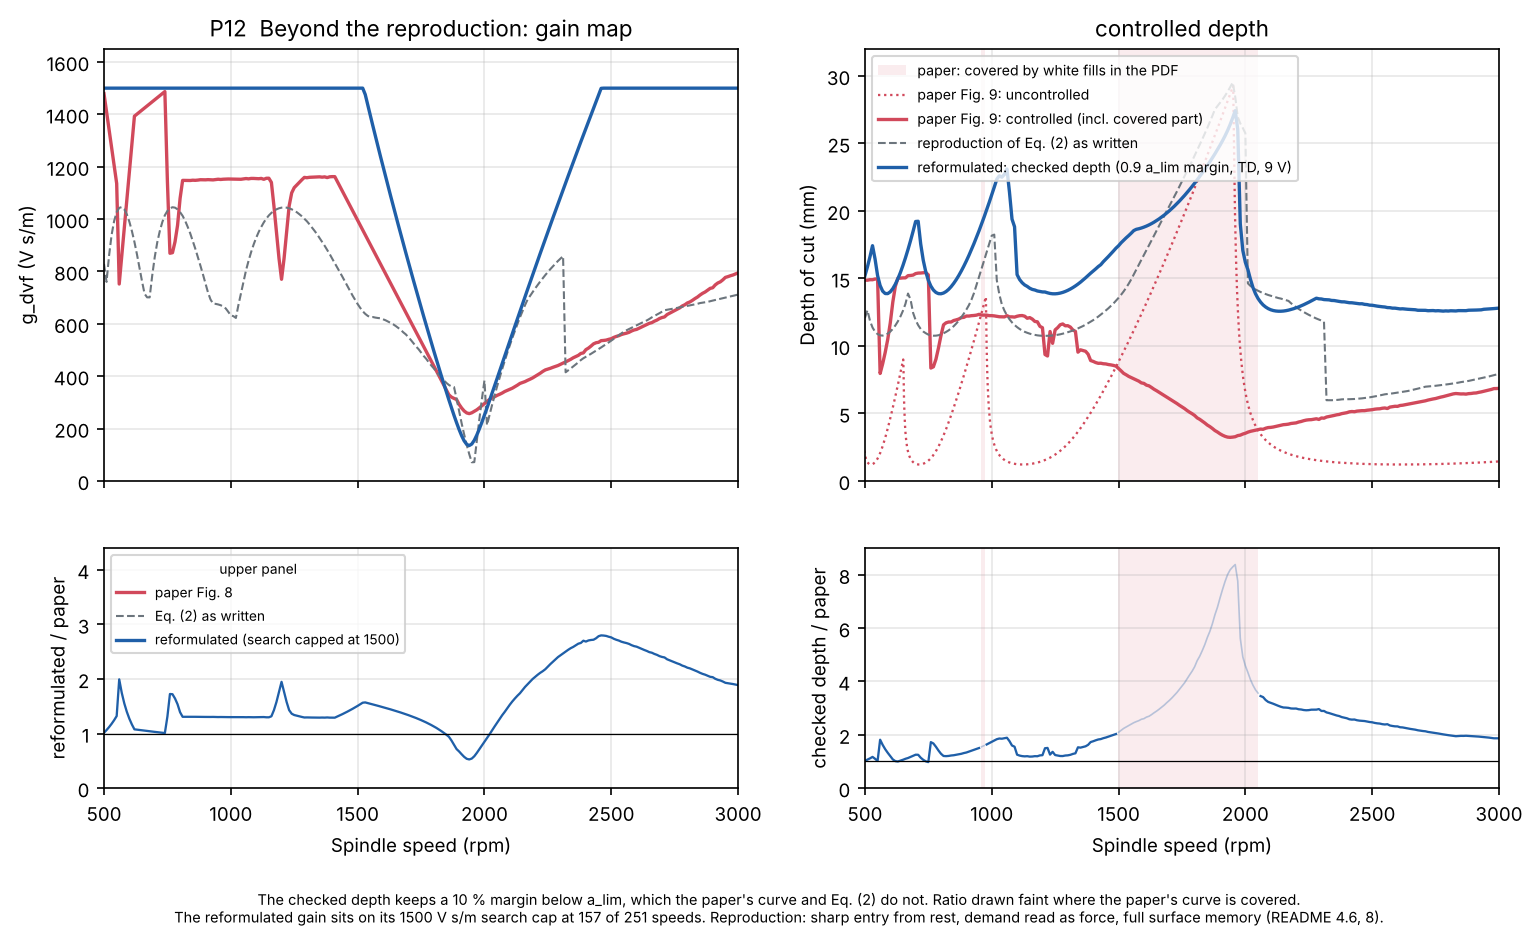 P12  Beyond the reproduction: gain map
controlled depth
g_dvf (V s/m)
0
200
400
600
800
1000
1200
1400
1600
Depth of cut (mm)
0
5
10
15
20
25
30
paper: covered by white fills in the PDF
paper Fig. 9: uncontrolled
paper Fig. 9: controlled (incl. covered part)
reproduction of Eq. (2) as written
reformulated: checked depth (0.9 a_lim margin, TD, 9 V)
reformulated / paper
0
1
2
3
4
upper panel
paper Fig. 8
Eq. (2) as written
reformulated (search capped at 1500)
500 1000 1500 2000 2500 3000
Spindle speed (rpm)
checked depth / paper
0
2
4
6
8
500 1000 1500 2000 2500 3000
Spindle speed (rpm)
The checked depth keeps a 10 % margin below a_lim, which the paper's curve and Eq. (2) do not. Ratio drawn faint where the paper's curve is covered.
The reformulated gain sits on its 1500 V s/m search cap at 157 of 251 speeds. Reproduction: sharp entry from rest, demand read as force, full surface memory (README 4.6, 8).